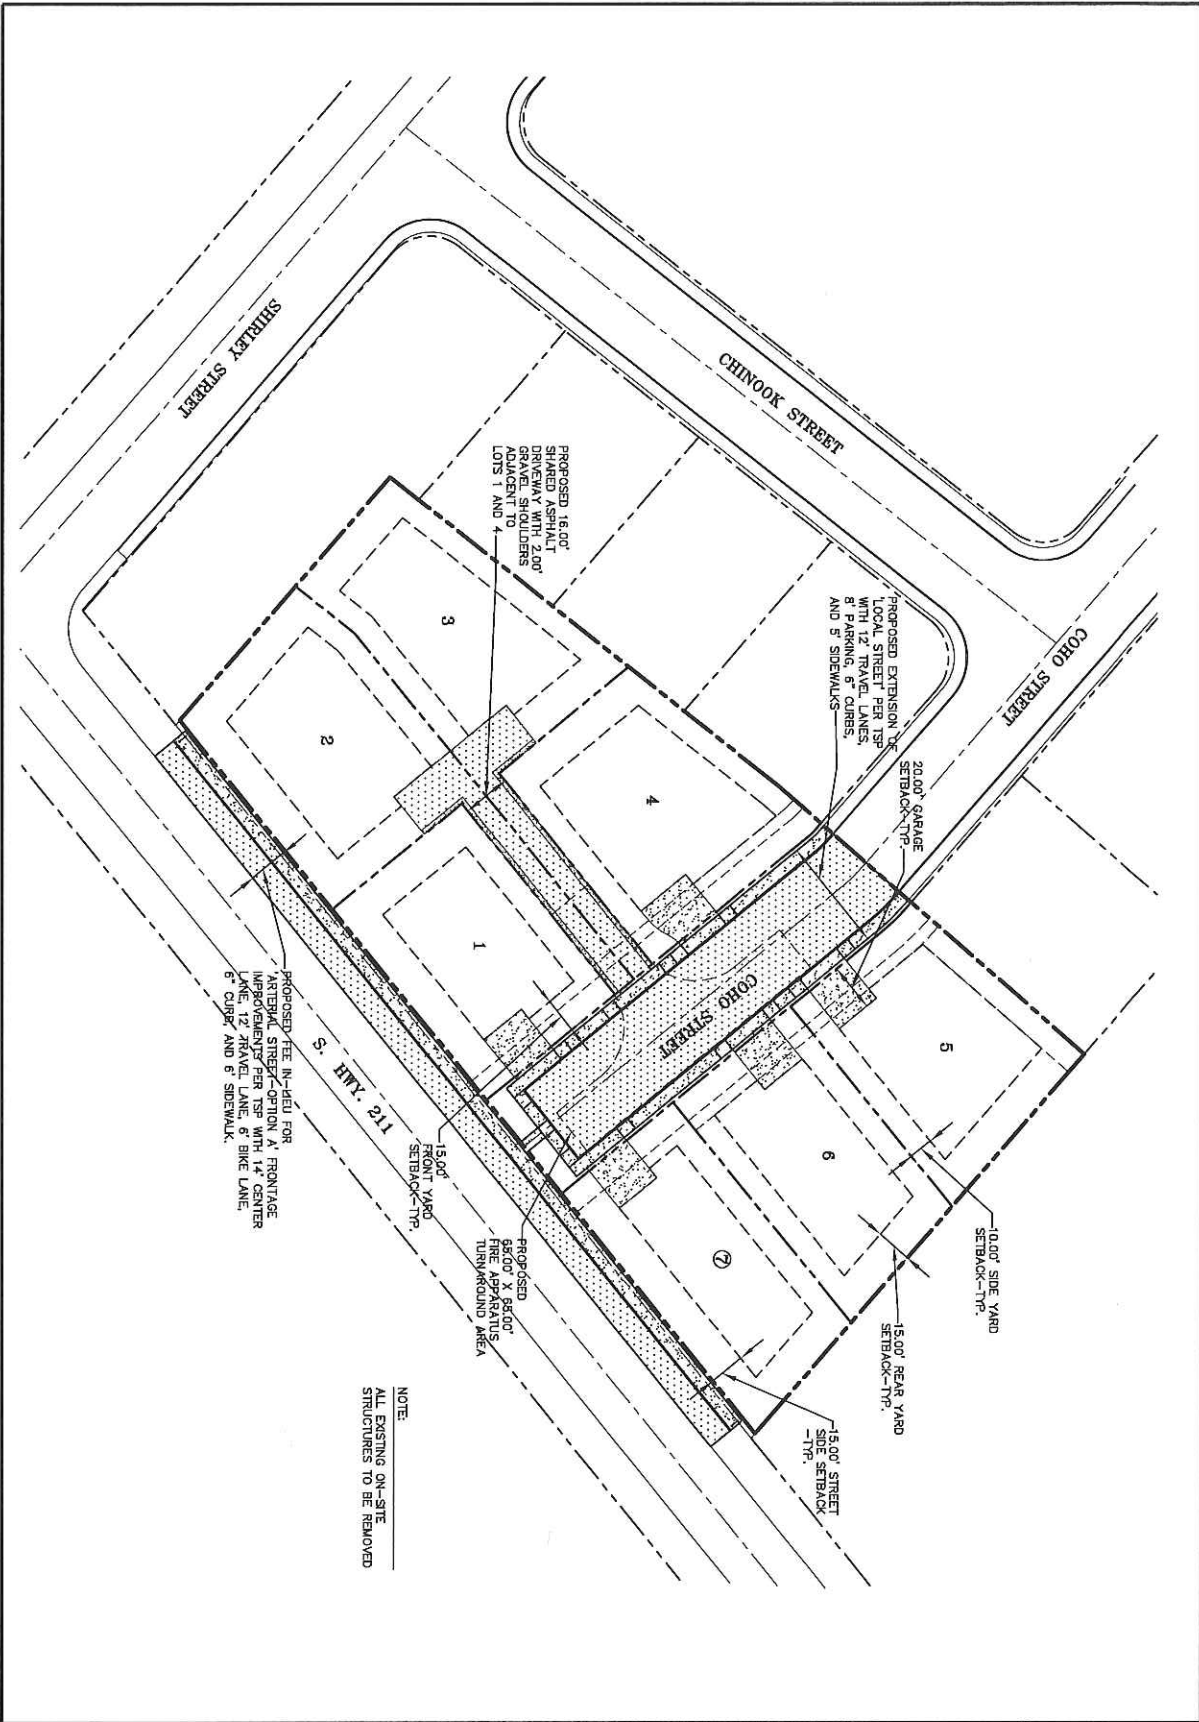 SHIRLEY STREET
CHINOOK STREET
COHO STREET
PROPOSED 16.00'
SHARED ASPHALT
DRIVEWAY WITH 2.00'
GRAVEL SHOULDERS
ADJACENT TO
LOTS 1 AND 4
PROPOSED EXTENSION OF
'LOCAL STREET' PER TSP
WITH 12' TRAVEL LANES,
8' PARKING, 6" CURBS,
AND 5' SIDEWALKS
20.00' GARAGE
SETBACK-TYP.
3
2
4
1
COHO STREET
5
6
7
10.00' SIDE YARD
SETBACK-TYP.
15.00' REAR YARD
SETBACK-TYP.
15.00' STREET
SIDE SETBACK
-TYP.
S. HWY. 211
15.00'
FRONT YARD
SETBACK-TYP.
PROPOSED
65.00' X 65.00'
FIRE APPARATUS
TURNAROUND AREA
PROPOSED FEE IN-LIEU FOR
'ARTERIAL STREET-OPTION A' FRONTAGE
IMPROVEMENTS PER TSP WITH 14' CENTER
LANE, 12' TRAVEL LANE, 6' BIKE LANE,
6" CURB, AND 6' SIDEWALK.
NOTE:
ALL EXISTING ON-SITE
STRUCTURES TO BE REMOVED